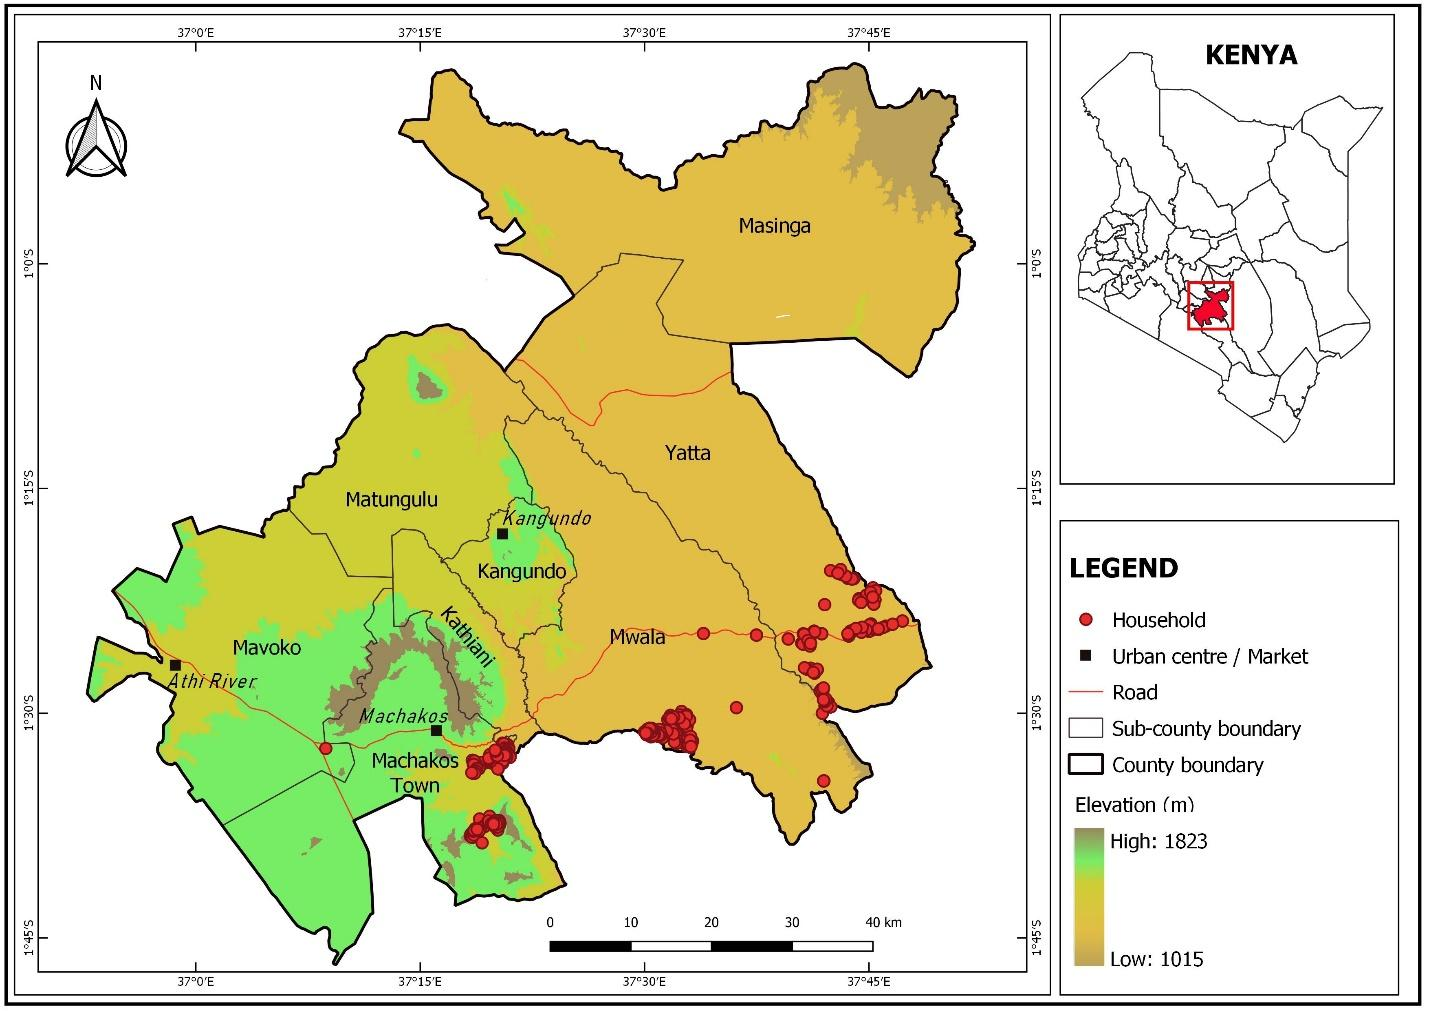 37°0'E 37°15'E 37°30'E 37°45'E
N
1°0'S 1°0'S
1°15'S 1°15'S
1°30'S 1°30'S
1°45'S 1°45'S
Masinga
Yatta
Matungulu
Kangundo
Kangundo
Kathiani
Mwala
Mavoko
Athi River
Machakos
Machakos
Town
0 10 20 30 40 km
37°0'E 37°15'E 37°30'E 37°45'E
KENYA
LEGEND
Household
Urban centre / Market
Road
Sub-county boundary
County boundary
Elevation (m)
High: 1823
Low: 1015